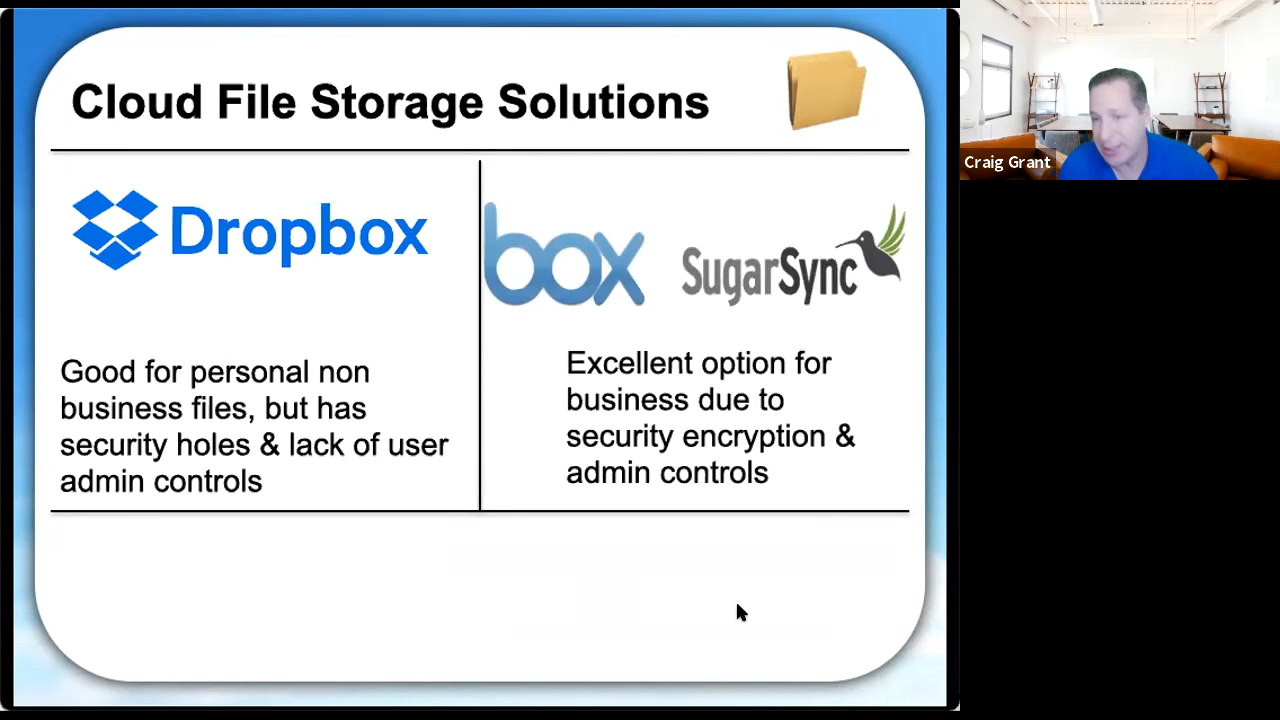 Cloud File Storage Solutions
Dropbox
Good for personal non
business files, but has
security holes & lack of user
admin controls
box
SugarSync
Excellent option for
business due to
security encryption &
admin controls
Craig Grant